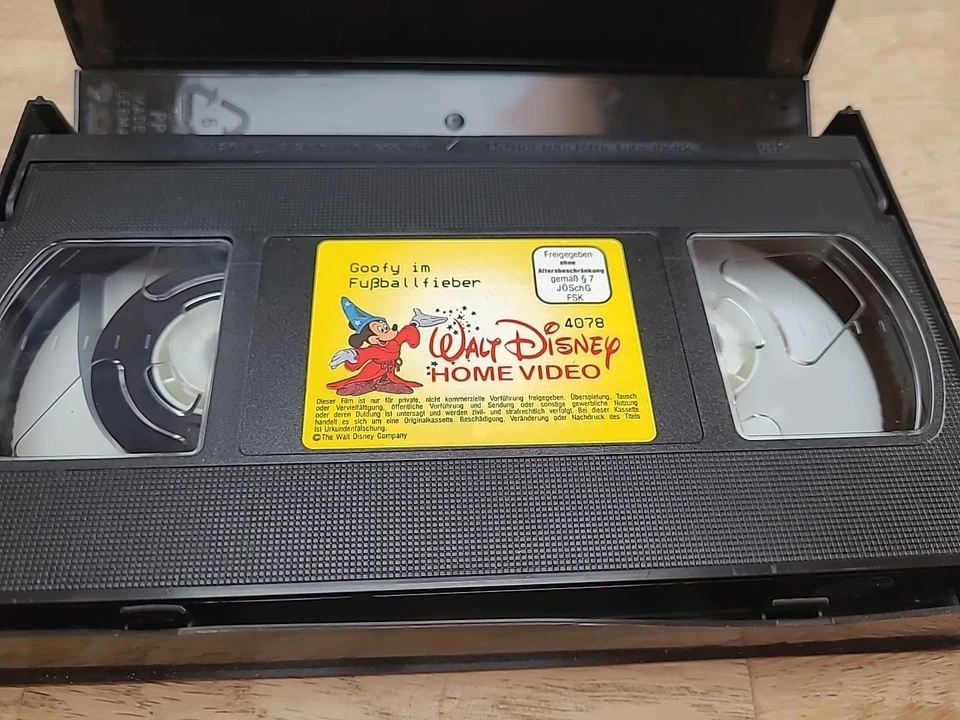 Goofy im
Fußballfieber
Freigegeben
ohne
Altersbeschränkung
gemäß § 7
JÖSchG
FSK
4078
WALT DISNEY
HOME VIDEO
Dieser Film ist nur für private, nicht kommerzielle Vorführung freigegeben. Überspielung, Tausch
oder Vervielfältigung, öffentliche Vorführung und Sendung oder sonstige gewerbliche Nutzung
oder deren Duldung ist untersagt und werden zivil- und strafrechtlich verfolgt. Bei dieser Kassette
handelt es sich um eine Originalkassette. Beschädigung, Veränderung oder Nachdruck des Titels
ist Urkundenfälschung.
©The Walt Disney Company